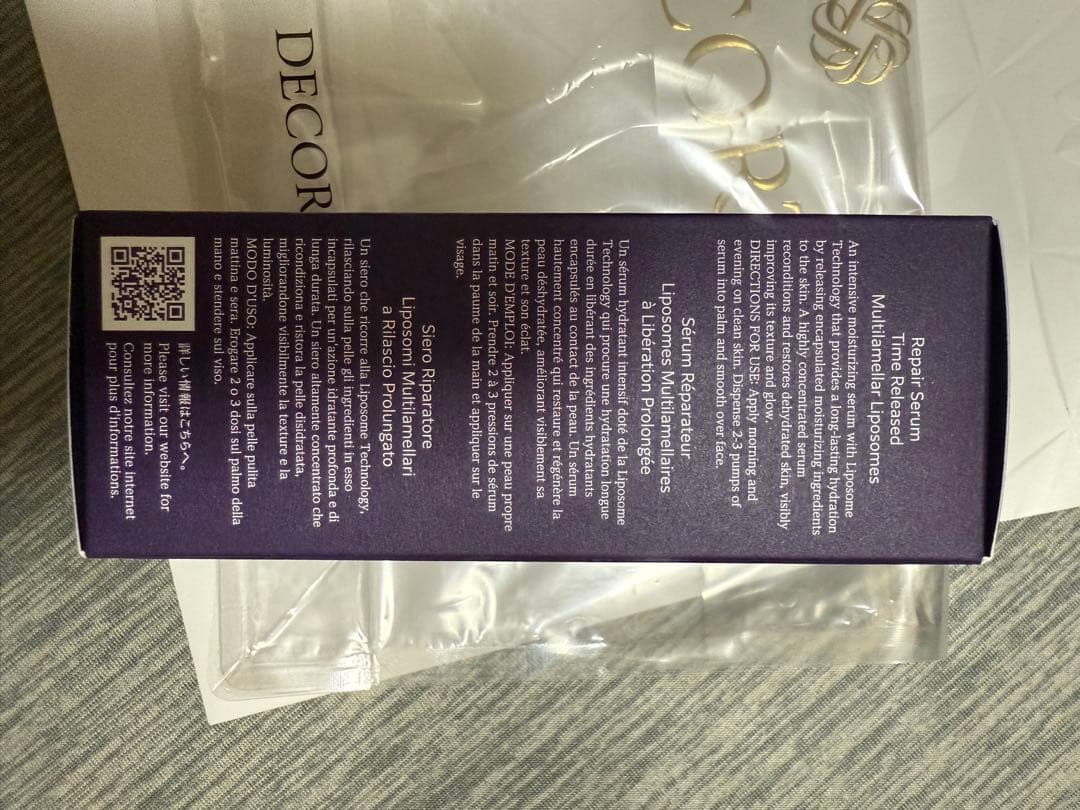 DECOR
COP
Repair Serum
Time Released
Multilamellar Liposomes
An intensive moisturizing serum with Liposome
Technology that provides a long-lasting hydration
by releasing encapsulated moisturizing ingredients
to the skin. A highly concentrated serum
reconditions and restores dehydrated skin, visibly
improving its texture and glow.
DIRECTIONS FOR USE: Apply morning and
evening on clean skin. Dispense 2-3 pumps of
serum into palm and smooth over face.
Sérum Réparateur
Liposomes Multilamellaires
à Libération Prolongée
Un sérum hydratant intensif doté de la Liposome
Technology qui procure une hydratation longue
durée en libérant des ingrédients hydratants
encapsulés au contact de la peau. Un sérum
hautement concentré qui restaure et régénère la
peau déshydratée, améliorant visiblement sa
texture et son éclat.
MODE D'EMPLOI: Appliquer sur une peau propre
matin et soir. Prendre 2 à 3 pressions de sérum
dans la paume de la main et appliquer sur le
visage.
Siero Riparatore
Liposomi Multilamellari
a Rilascio Prolungato
Un siero che ricorre alla Liposome Technology,
rilasciando sulla pelle gli ingredienti in esso
incapsulati per un'azione idratante profonda e di
lunga durata. Un siero altamente concentrato che
ricondiziona e ristora la pelle disidratata,
migliorandone visibilmente la texture e la
luminosità.
MODO D'USO: Applicare sulla pelle pulita
mattina e sera. Erogare 2 o 3 dosi sul palmo della
mano e stendere sul viso.
詳しい情報はこちらへ。
Please visit our website for
more information.
Consultez notre site internet
pour plus d'informations.